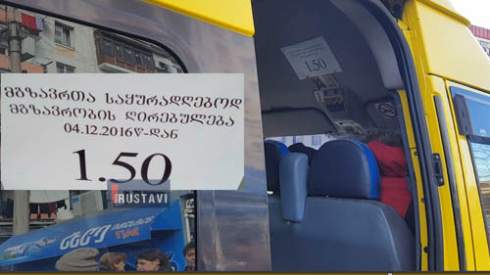 მგზავრთა საყურადღებოდ
მგზავრობის ღირებულება
04.12.2016წ-დან
1.50
RUSTAVI
1.50